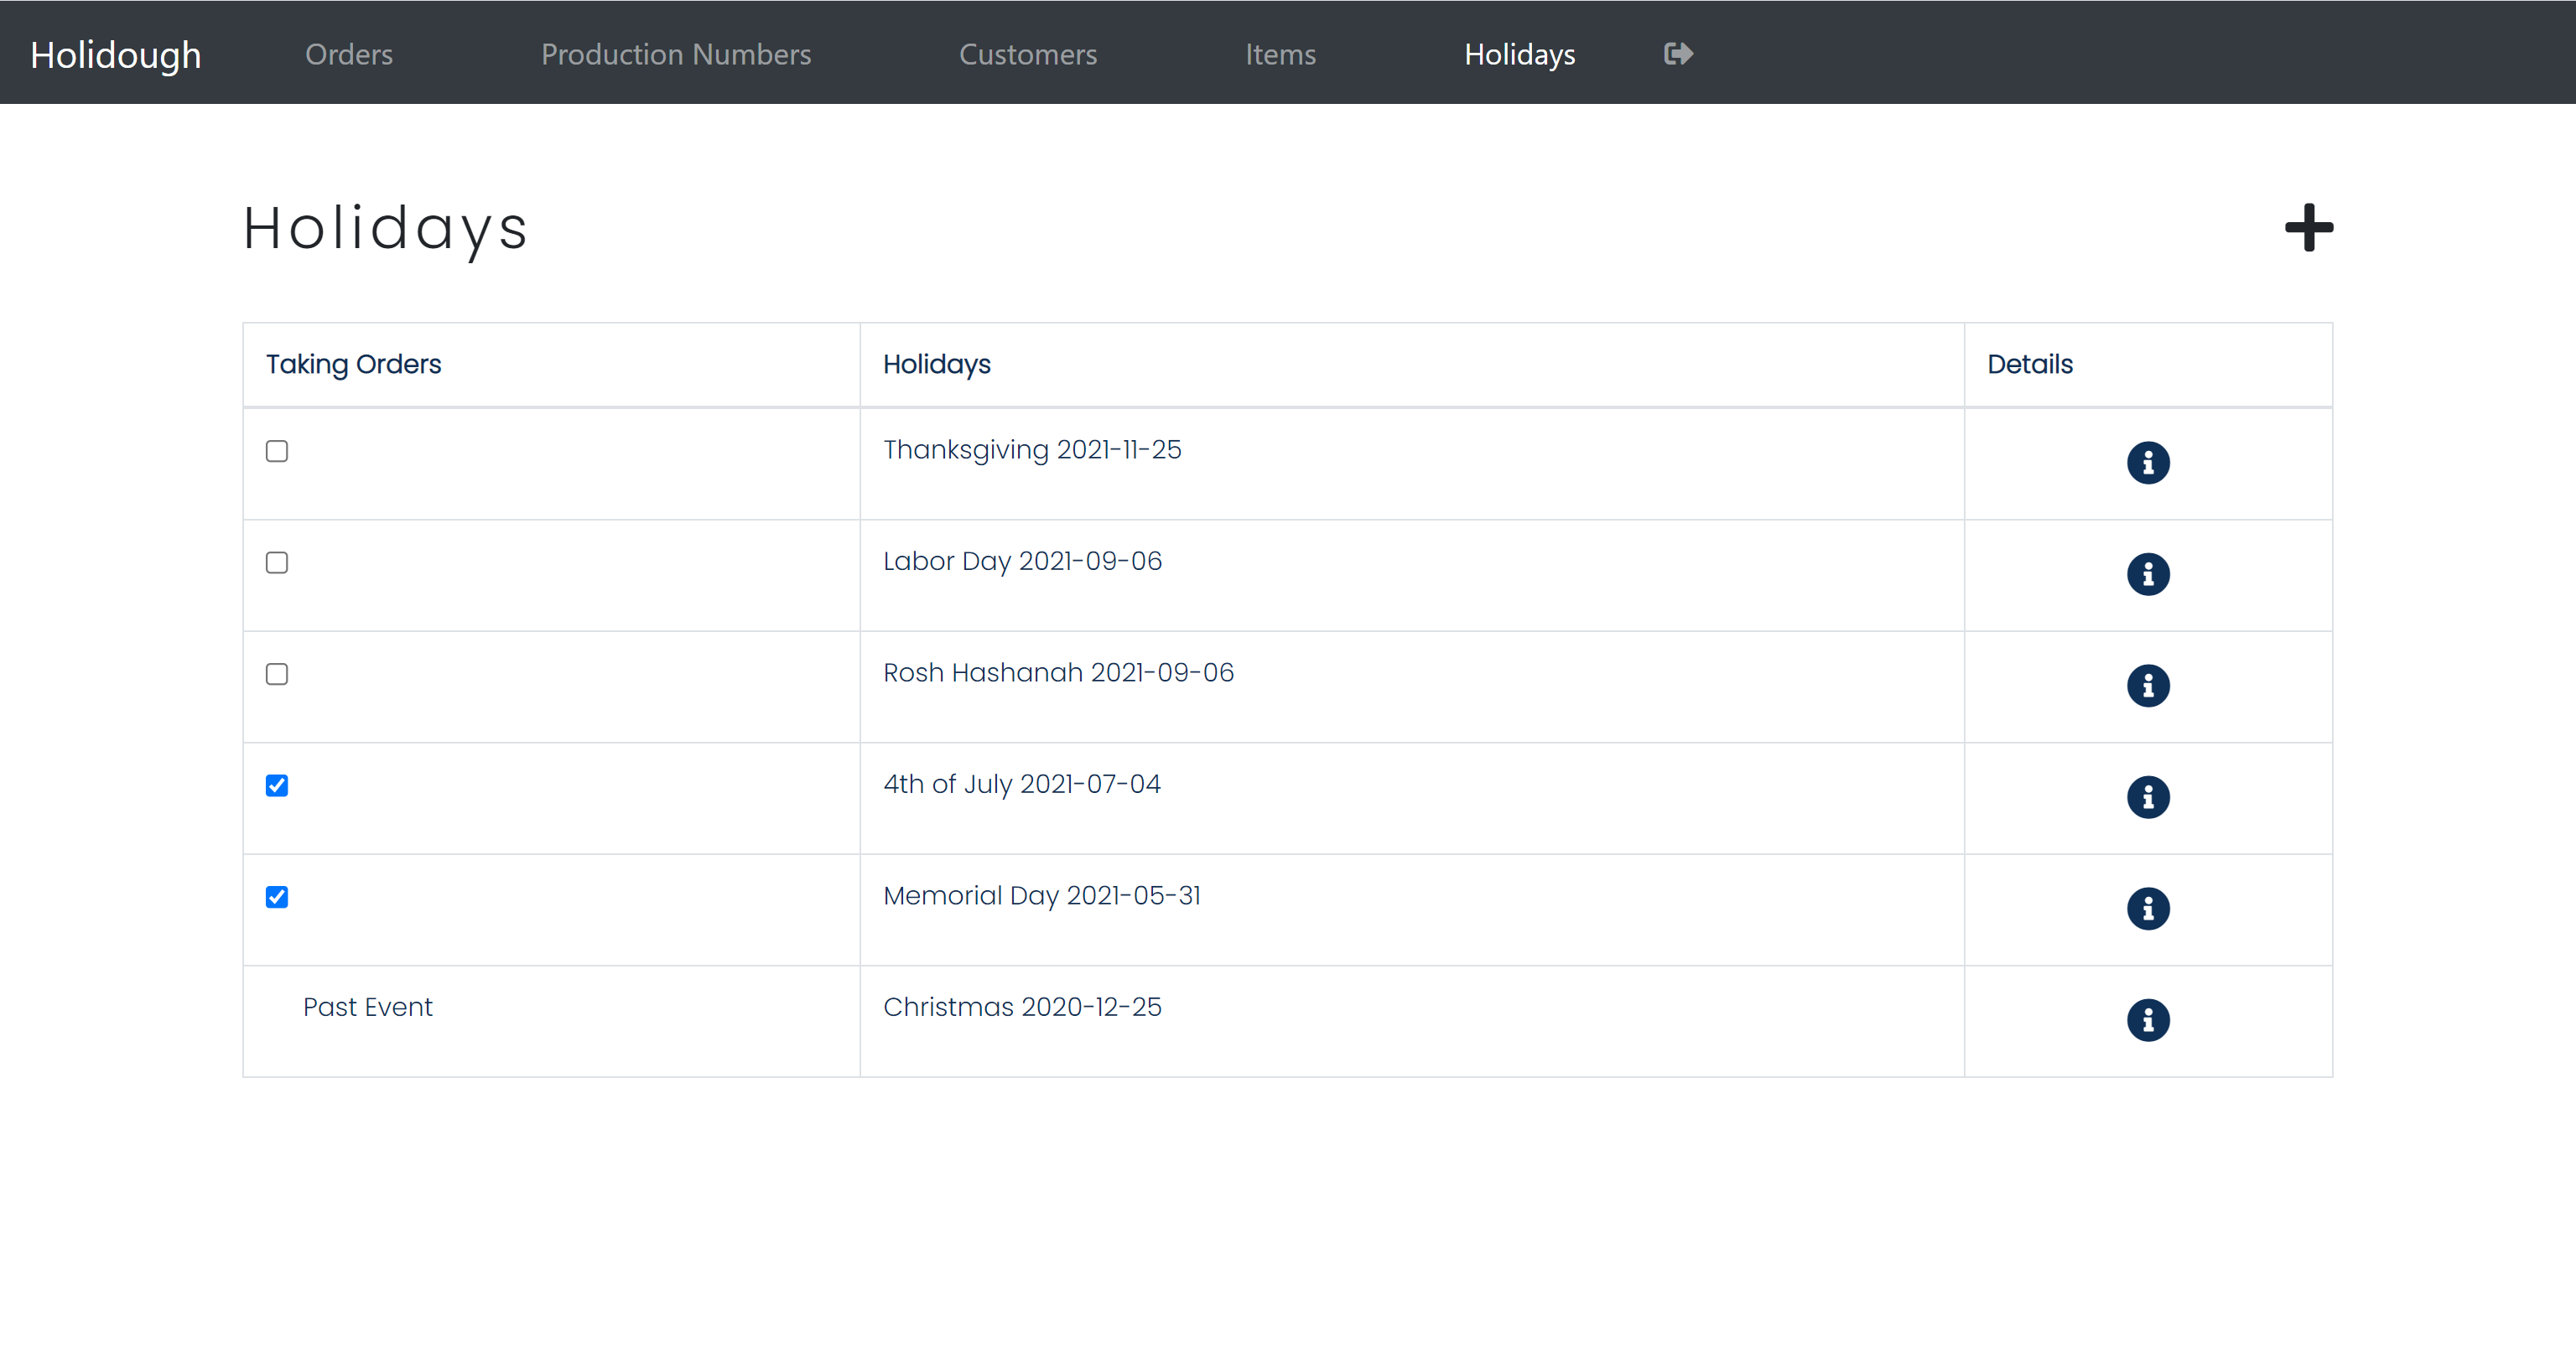 Holidough Orders Production Numbers Customers Items Holidays
Holidays
Taking Orders Holidays Details
Thanksgiving 2021-11-25
Labor Day 2021-09-06
Rosh Hashanah 2021-09-06
4th of July 2021-07-04
Memorial Day 2021-05-31
Past Event Christmas 2020-12-25